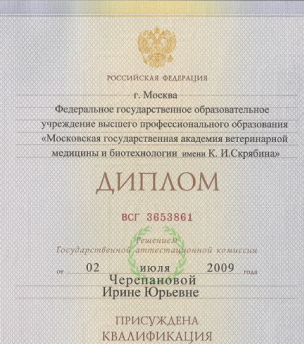 РОССИЙСКАЯ ФЕДЕРАЦИЯ
г. Москва
Федеральное государственное образовательное
учреждение высшего профессионального образования
«Московская государственная академия ветеринарной
медицины и биотехнологии имени К. И.Скрябина»
ДИПЛОМ
ВСГ 3653861
Решением
Государственной аттестационной комиссии
от 02 июля 2009 года
Черепановой
Ирине Юрьевне
ПРИСУЖДЕНА
КВАЛИФИКАЦИЯ